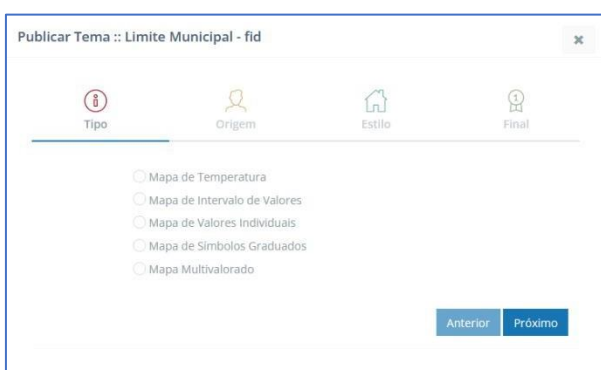 Publicar Tema :: Limite Municipal - fid
Tipo
Origem
Estilo
1
Final
Mapa de Temperatura
Mapa de Intervalo de Valores
Mapa de Valores Individuais
Mapa de Símbolos Graduados
Mapa Multivalorado
Anterior Próximo